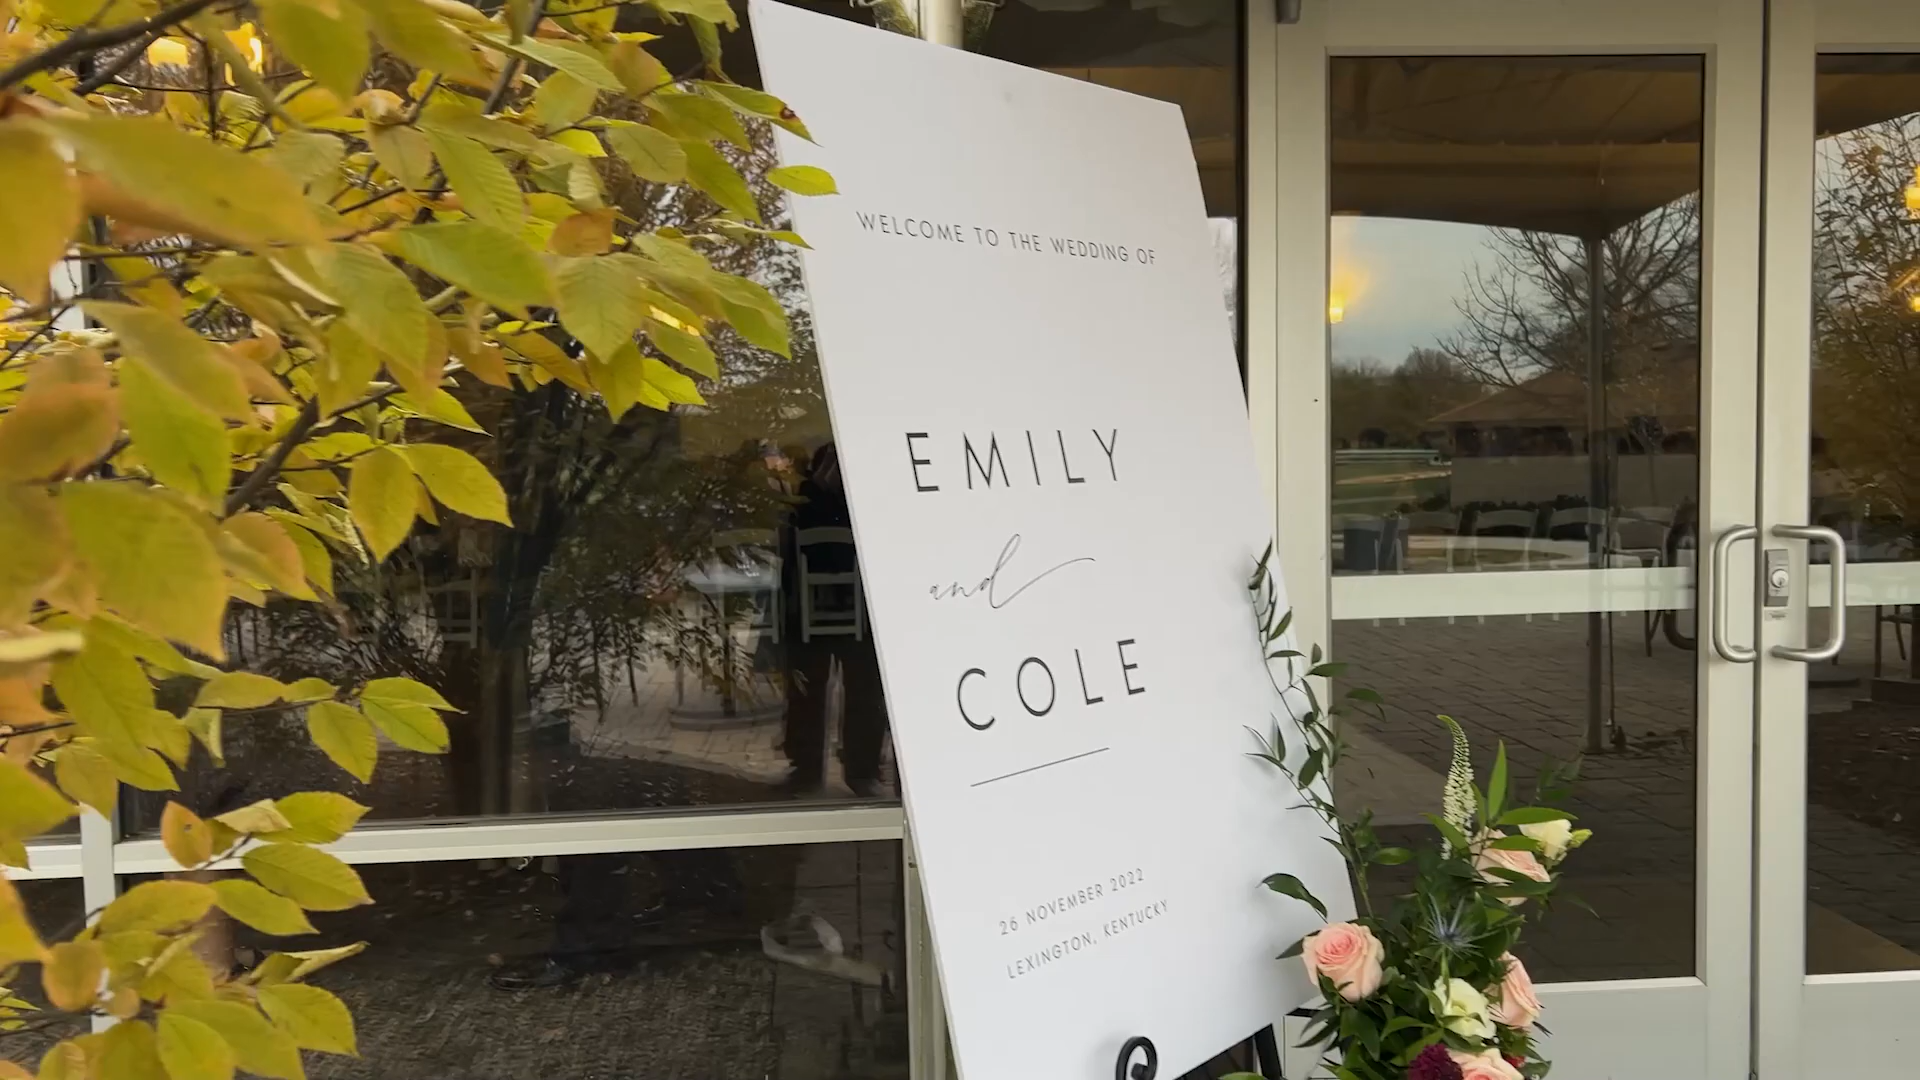 WELCOME TO THE WEDDING OF
EMILY
and
COLE
26 NOVEMBER 2022
LEXINGTON, KENTUCKY